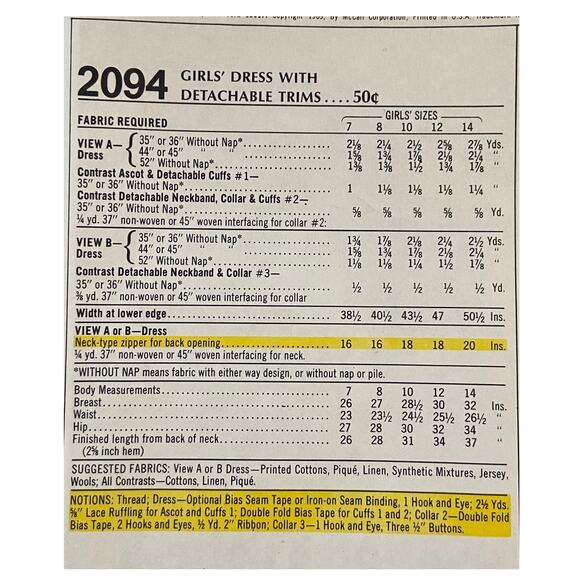 Copyright 1969, by McCall Corporation, Printed in U.S.A.
2094 GIRLS' DRESS WITH
DETACHABLE TRIMS....50¢
FABRIC REQUIRED GIRLS' SIZES
7 8 10 12 14
VIEW A— Dress { 35" or 36" Without Nap*. 2⅛ 2¼ 2½ 2⅝ 2⅞ Yds.
44" or 45" " " 1⅝ 1¾ 1⅞ 2⅛ 2¼ "
52" Without Nap* 1⅜ 1⅜ 1½ 1¾ 1⅞ "
Contrast Ascot & Detachable Cuffs #1—
35" or 36" Without Nap* 1 1⅛ 1⅛ 1⅛ 1¼ "
Contrast Detachable Neckband, Collar & Cuffs #2—
35" or 36" Without Nap* ⅝ ⅝ ⅝ ⅝ ⅝ Yd.
¼ yd. 37" non-woven or 45" woven interfacing for collar #2:
VIEW B— Dress { 35" or 36" Without Nap* 1¾ 1⅞ 2⅛ 2¼ 2½ Yds.
44" or 45" " " 1⅝ 1¾ 1⅞ 2⅛ 2¼ "
52" Without Nap* 1⅛ 1⅛ 1¼ 1½ 1⅞ "
Contrast Detachable Neckband & Collar #3—
35" or 36" Without Nap* ½ ½ ½ ½ ½ Yd.
⅜ yd. 37" non-woven or 45" woven interfacing for collar
Width at lower edge 38½ 40½ 43½ 47 50½ Ins.
VIEW A or B—Dress
Neck-type zipper for back opening 16 16 18 18 20 Ins.
¼ yd. 37" non-woven or 45" woven interfacing for neck.
*WITHOUT NAP means fabric with either way design, or without nap or pile.
Body Measurements 7 8 10 12 14
Breast 26 27 28½ 30 32 Ins.
Waist 23 23½ 24½ 25½ 26½ "
Hip 27 28 30 32 34 "
Finished length from back of neck 26 28 31 34 37 "
(2⅝ inch hem)
SUGGESTED FABRICS: View A or B Dress—Printed Cottons, Piqué, Linen, Synthetic Mixtures, Jersey,
Wools; All Contrasts—Cottons, Linen, Piqué.
NOTIONS: Thread; Dress—Optional Bias Seam Tape or Iron-on Seam Binding, 1 Hook and Eye; 2½ Yds.
⅝" Lace Ruffling for Ascot and Cuffs 1; Double Fold Bias Tape for Cuffs 1 and 2; Collar 2—Double Fold
Bias Tape, 2 Hooks and Eyes, ½ Yd. 2" Ribbon; Collar 3—1 Hook and Eye, Three ½" Buttons.